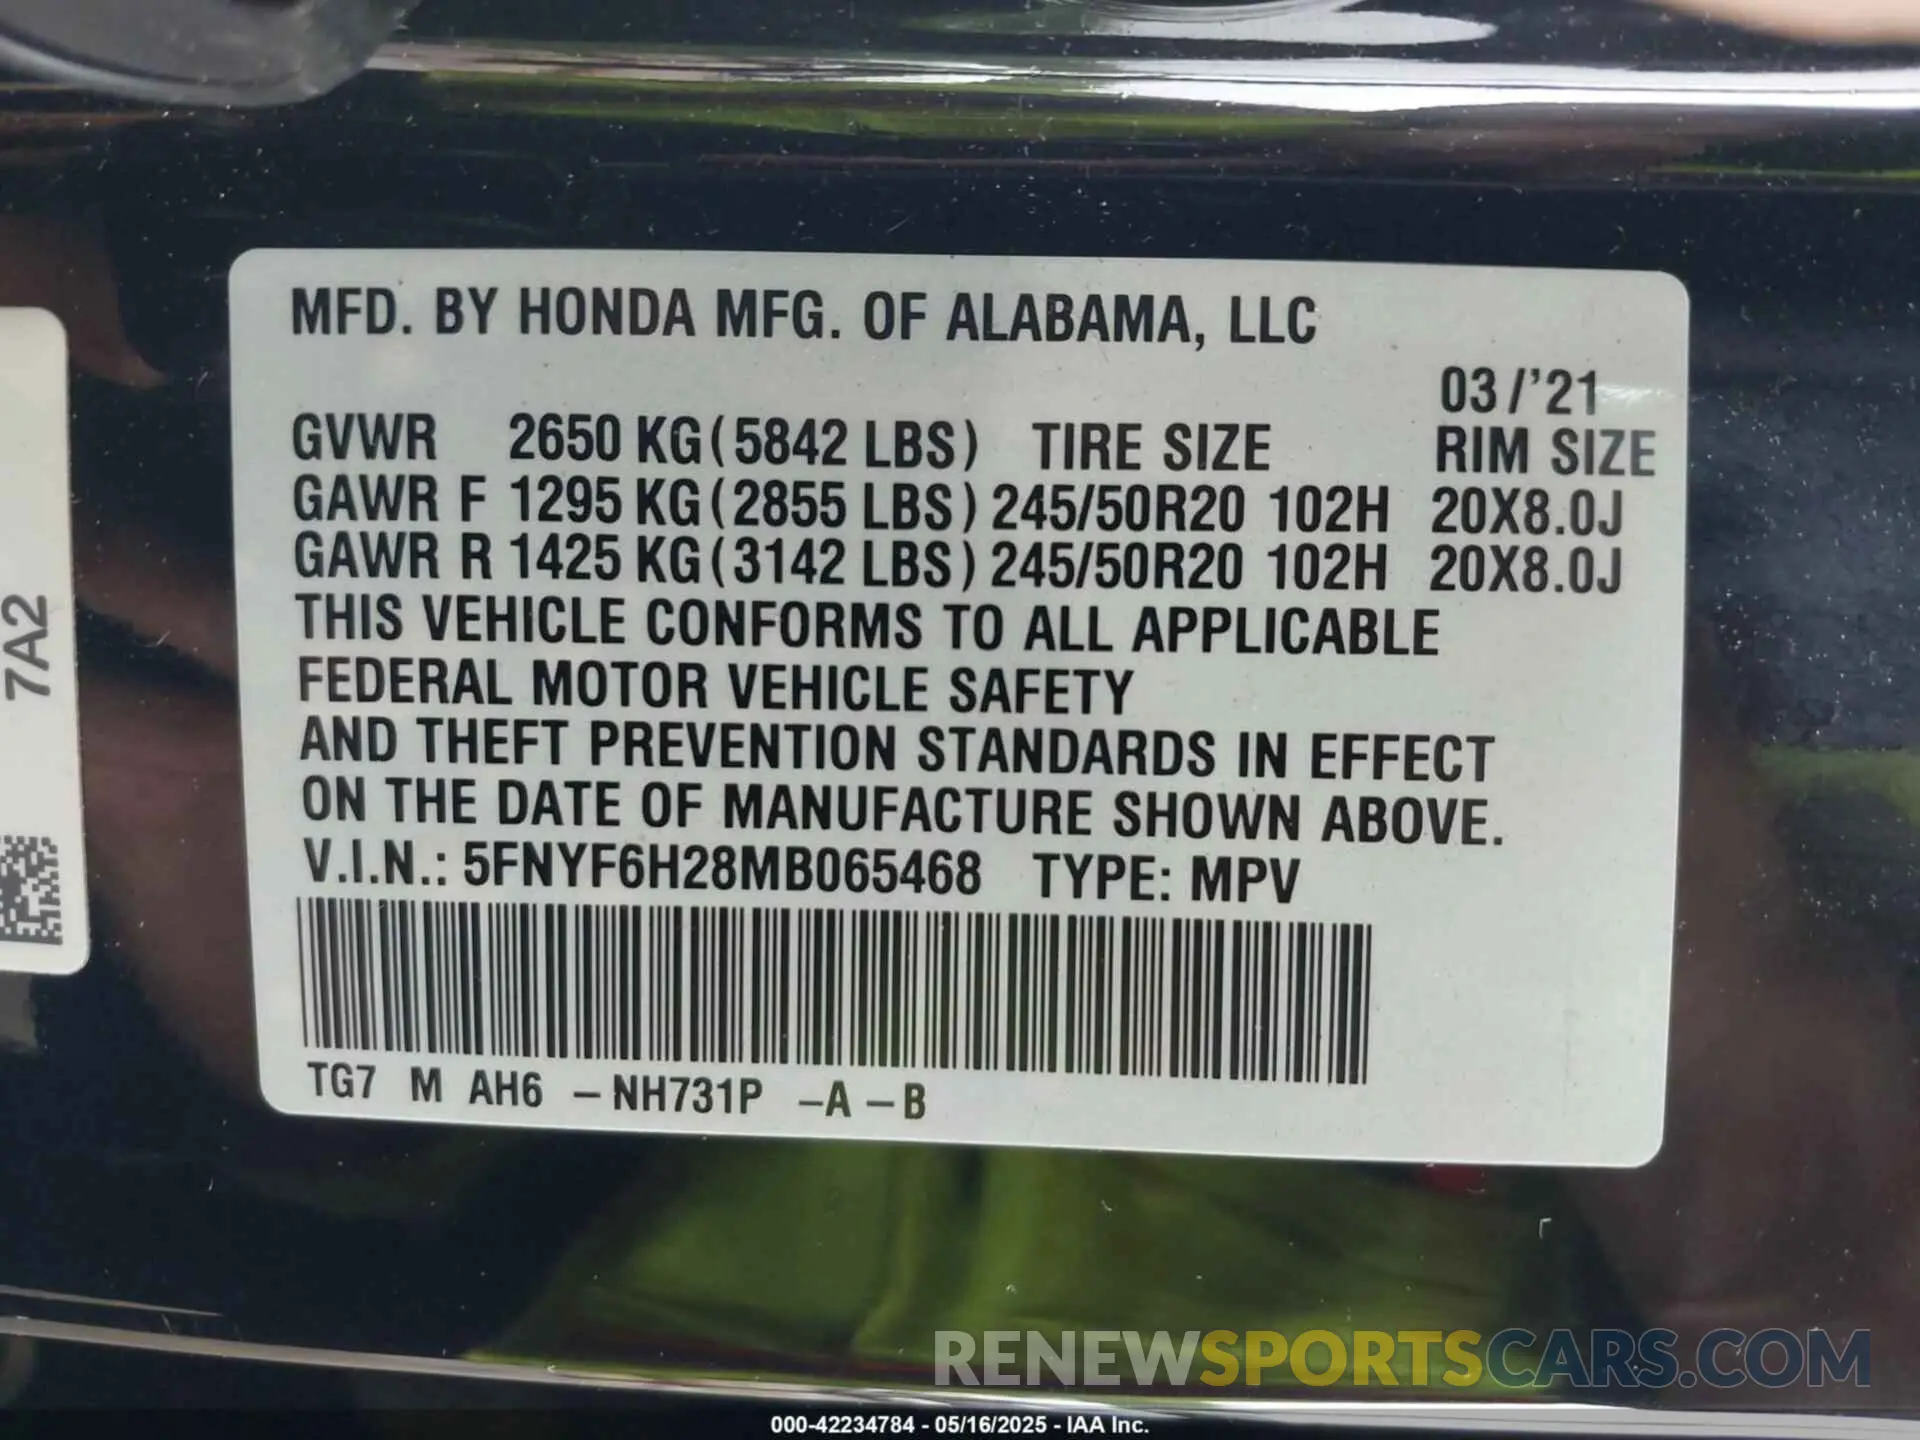 MFD. BY HONDA MFG. OF ALABAMA, LLC
03/'21
GVWR 2650 KG (5842 LBS) TIRE SIZE RIM SIZE
GAWR F 1295 KG (2855 LBS) 245/50R20 102H 20X8.0J
GAWR R 1425 KG (3142 LBS) 245/50R20 102H 20X8.0J
THIS VEHICLE CONFORMS TO ALL APPLICABLE
FEDERAL MOTOR VEHICLE SAFETY
AND THEFT PREVENTION STANDARDS IN EFFECT
ON THE DATE OF MANUFACTURE SHOWN ABOVE.
V.I.N.: 5FNYF6H28MB065468 TYPE: MPV
TG7 M AH6 –NH731P –A –B
7A2
RENEWSPORTSCARS.COM
000-42234784 - 05/16/2025 - IAA Inc.